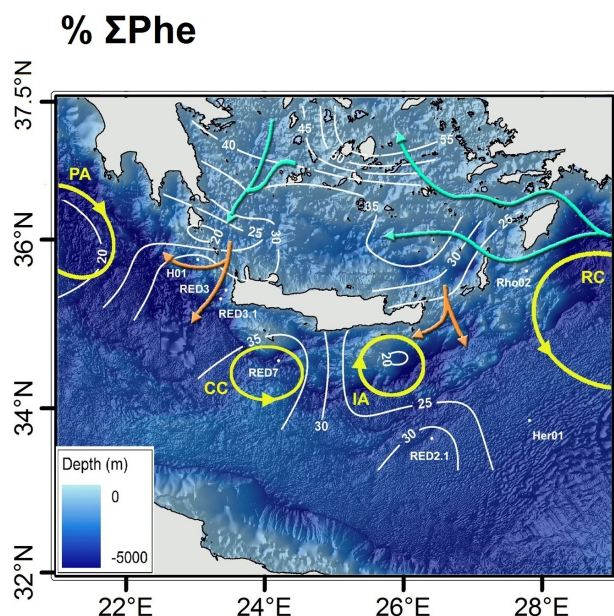 % ΣPhe
37.5°N
36°N
34°N
32°N
22°E
24°E
26°E
28°E
45
40
50
55
PA
35
20
25
30
20
25
30
H01
RED3
RED3.1
Rho02
RC
35
RED7
CC
20
IA
30
25
30
RED2.1
Her01
Depth (m)
0
-5000